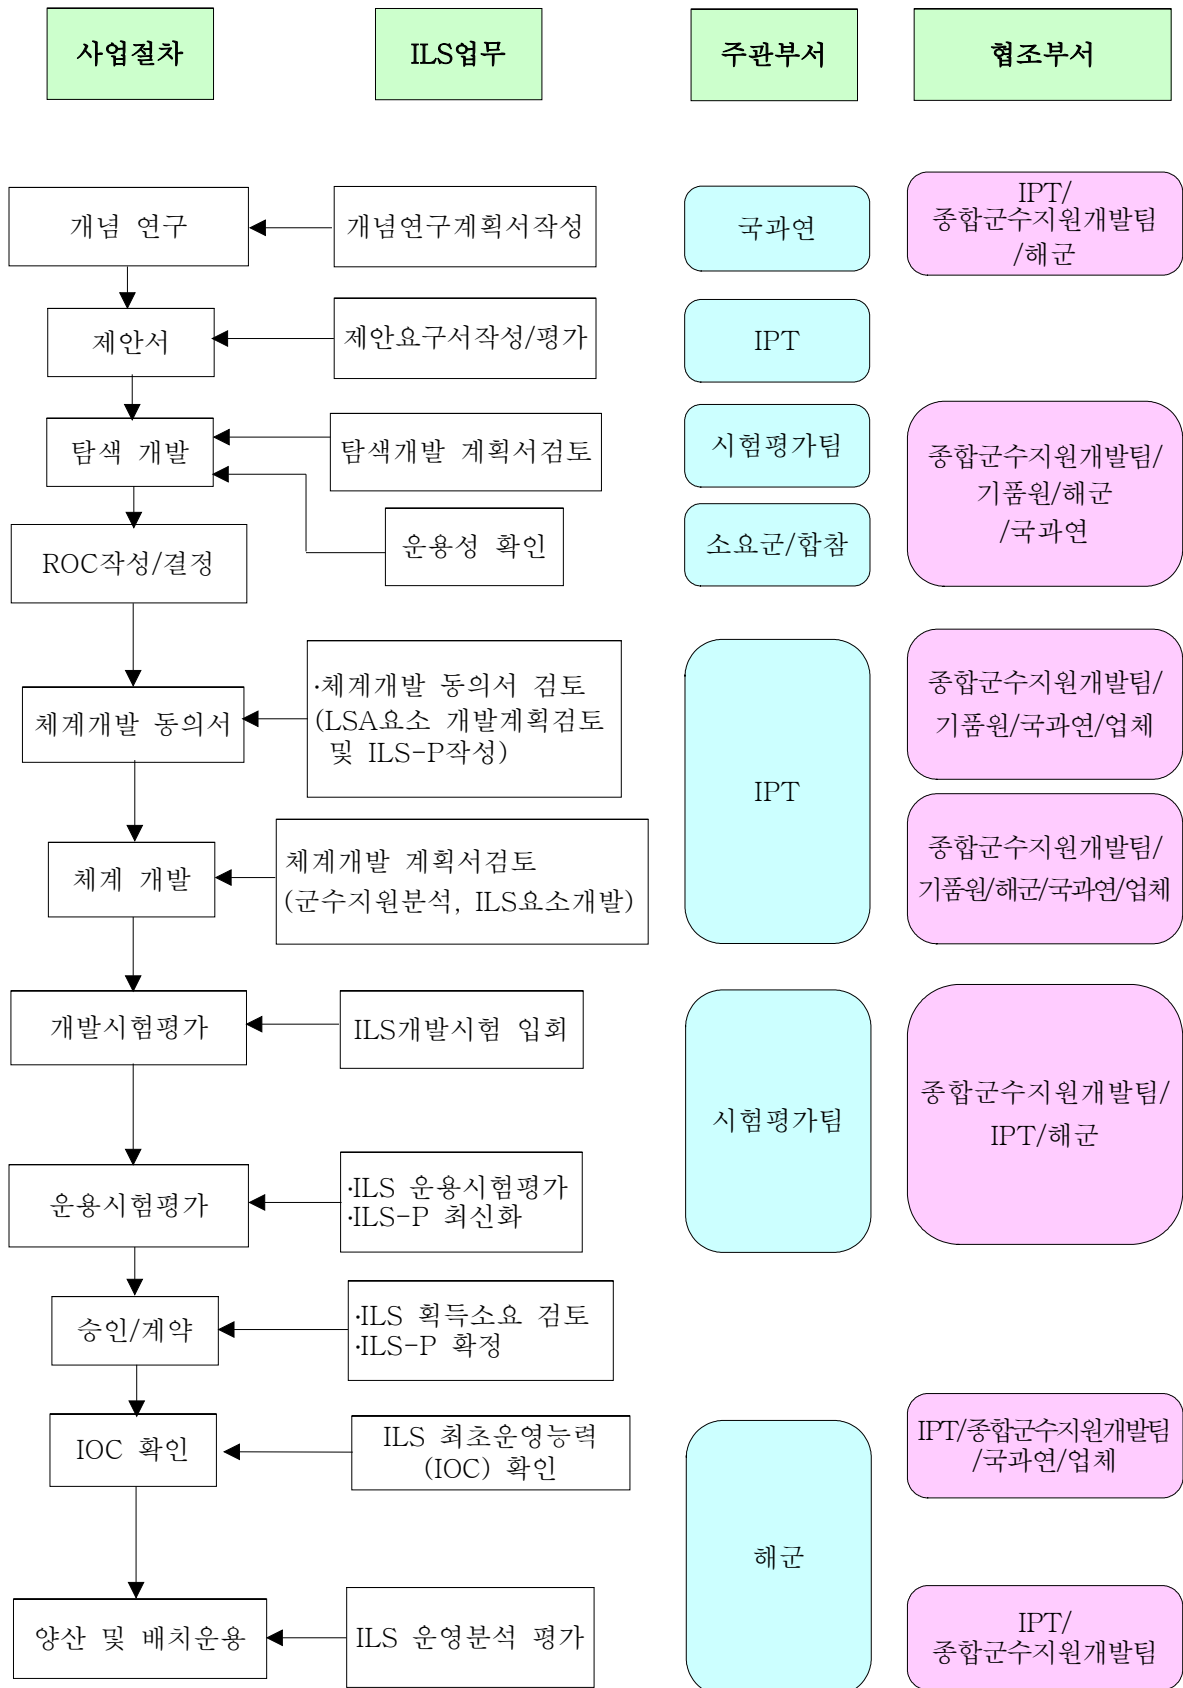 사업절차
ILS업무
주관부서
협조부서
개념 연구
개념연구계획서작성
국과연
IPT/
종합군수지원개발팀
/해군
제안서
제안요구서작성/평가
IPT
탐색 개발
탐색개발 계획서검토
시험평가팀
종합군수지원개발팀/
기품원/해군
/국과연
ROC작성/결정
운용성 확인
소요군/합참
체계개발 동의서
·체계개발 동의서 검토
(LSA요소 개발계획검토
및 ILS-P작성)
IPT
종합군수지원개발팀/
기품원/국과연/업체
체계 개발
체계개발 계획서검토
(군수지원분석, ILS요소개발)
종합군수지원개발팀/
기품원/해군/국과연/업체
개발시험평가
ILS개발시험 입회
시험평가팀
종합군수지원개발팀/
IPT/해군
운용시험평가
·ILS 운용시험평가
·ILS-P 최신화
승인/계약
·ILS 획득소요 검토
·ILS-P 확정
IOC 확인
ILS 최초운영능력
(IOC) 확인
해군
IPT/종합군수지원개발팀
/국과연/업체
양산 및 배치운용
ILS 운영분석 평가
IPT/
종합군수지원개발팀